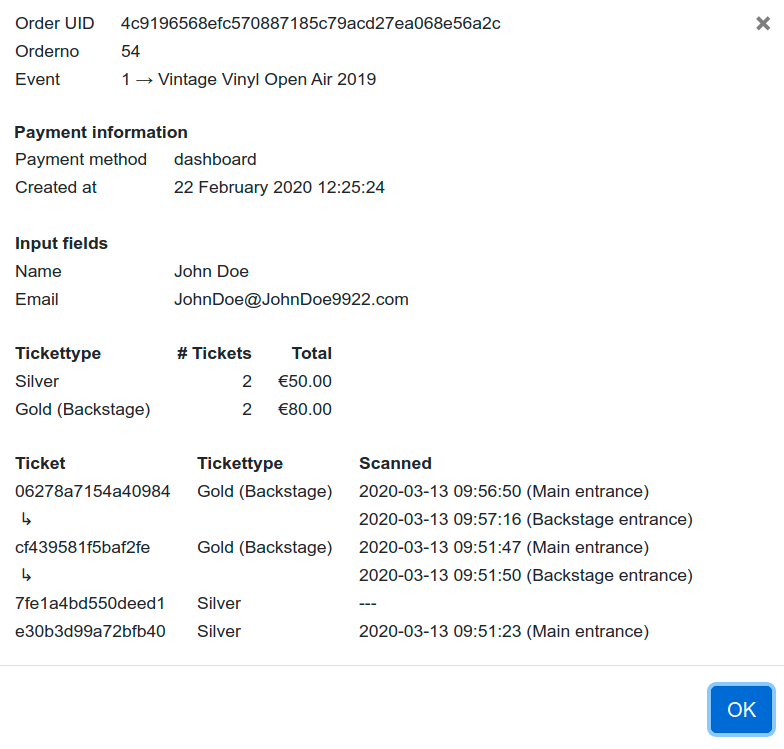 Order UID 4c9196568efc570887185c79acd27ea068e56a2c
Orderno 54
Event 1 → Vintage Vinyl Open Air 2019
Payment information
Payment method dashboard
Created at 22 February 2020 12:25:24
Input fields
Name John Doe
Email JohnDoe@JohnDoe9922.com
Tickettype # Tickets Total
Silver 2 €50.00
Gold (Backstage) 2 €80.00
Ticket Tickettype Scanned
06278a7154a40984 Gold (Backstage) 2020-03-13 09:56:50 (Main entrance)
↳ 2020-03-13 09:57:16 (Backstage entrance)
cf439581f5baf2fe Gold (Backstage) 2020-03-13 09:51:47 (Main entrance)
↳ 2020-03-13 09:51:50 (Backstage entrance)
7fe1a4bd550deed1 Silver ---
e30b3d99a72bfb40 Silver 2020-03-13 09:51:23 (Main entrance)
OK